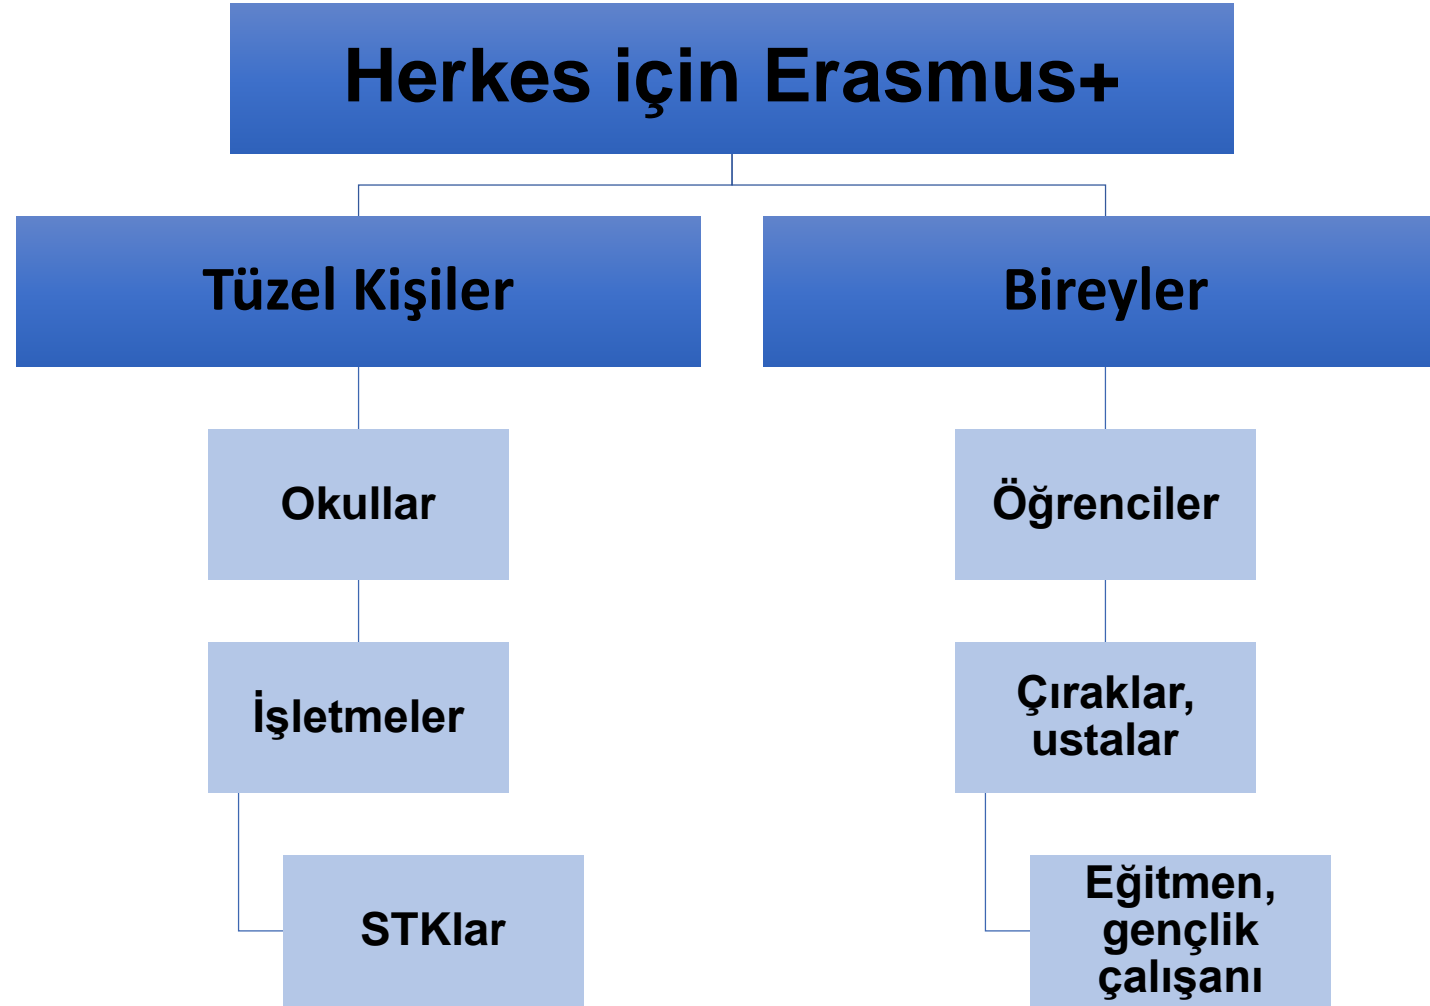 Herkes için Erasmus+
Tüzel Kişiler
Bireyler
Okullar
Öğrenciler
İşletmeler
Çıraklar,
ustalar
STKlar
Eğitmen,
gençlik
çalışanı